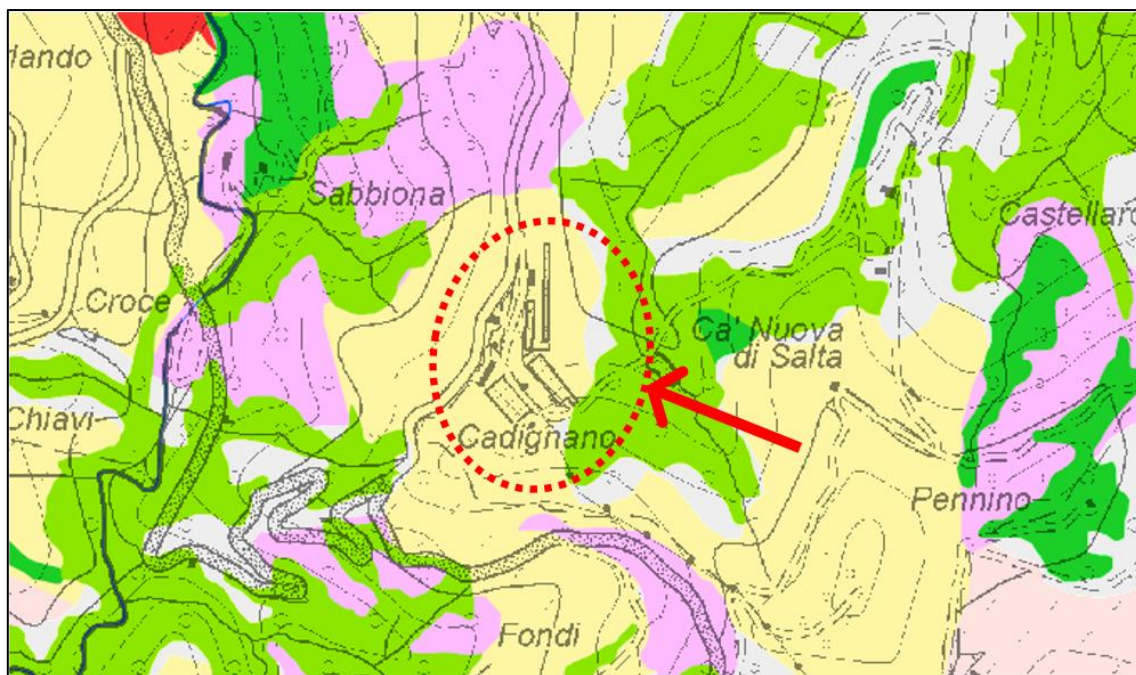 Sabbiona
Castellaro
Croce
Ca' Nuova
di Salta
Chiavi
Cadignano
Pennino
Fondi